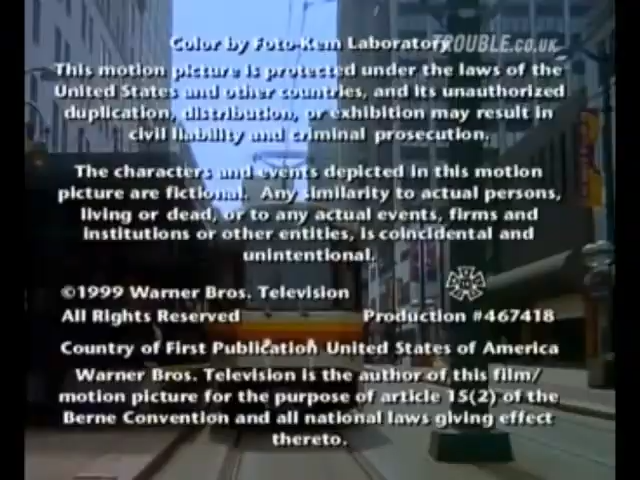 Color by Foto-Kem Laboratory
TROUBLE.CO.UK
This motion picture is protected under the laws of the
United States and other countries, and its unauthorized
duplication, distribution, or exhibition may result in
civil liability and criminal prosecution.
The characters and events depicted in this motion
picture are fictional. Any similarity to actual persons,
living or dead, or to any actual events, firms and
institutions or other entities, is coincidental and
unintentional.
©1999 Warner Bros. Television
All Rights Reserved Production #467418
Country of First Publication United States of America
Warner Bros. Television is the author of this film/
motion picture for the purpose of article 15(2) of the
Berne Convention and all national laws giving effect
thereto.